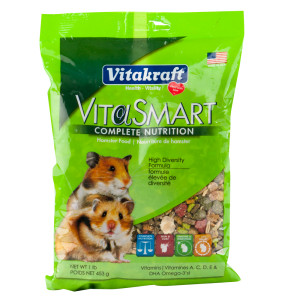 Vitakraft
Health + Vitality
VITaSMART
COMPLETE NUTRITION
Hamster Food / Nourriture de Hamster
High Diversity
Formula
formule
élevée de
diversité
NET WT 1 lb
POIDS NET 453 g
Vitamins / Vitamines A, C, D, E &
DHA Omega-3's